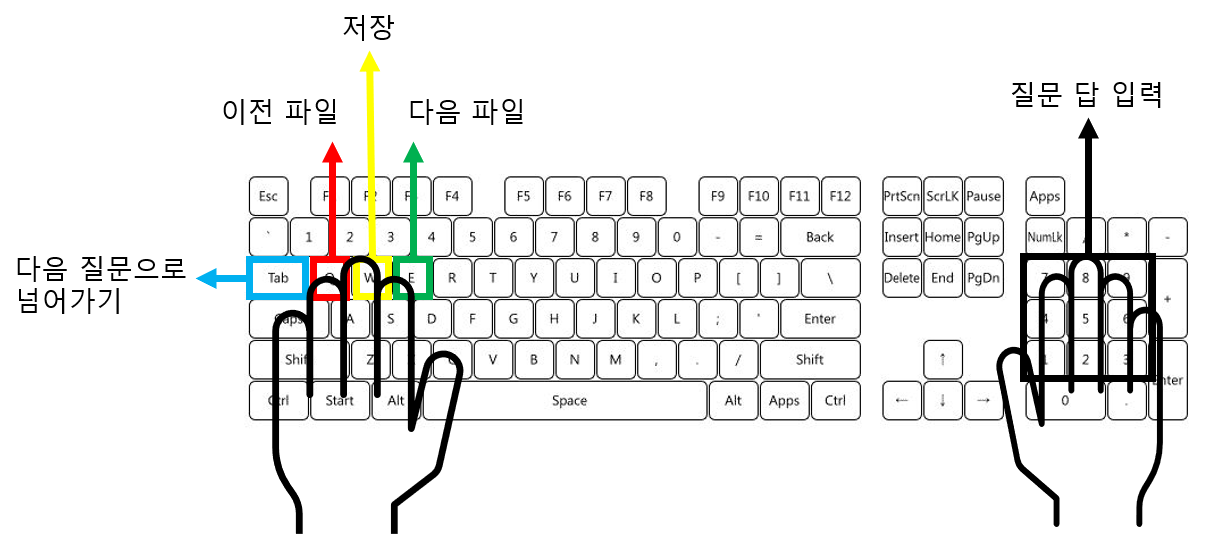 저장
이전 파일
다음 파일
질문 답 입력
Esc F4 F5 F6 F7 F8 F9 F10 F11 F12 PrtScn ScrLK Pause Apps
` 1 2 3 4 5 6 7 8 9 0 - = Back Insert Home PgUp NumLk * -
다음 질문으로
넘어가기
Tab W E R T Y U I O P [ ] \ Delete End PgDn 7 8 9 +
Caps A S D F G H J K L ; ' Enter 4 5 6
Shift Z V B N M , . / Shift ↑ 1 2 3 Enter
Ctrl Start Alt Space Alt Apps Ctrl ← ↓ → 0 .